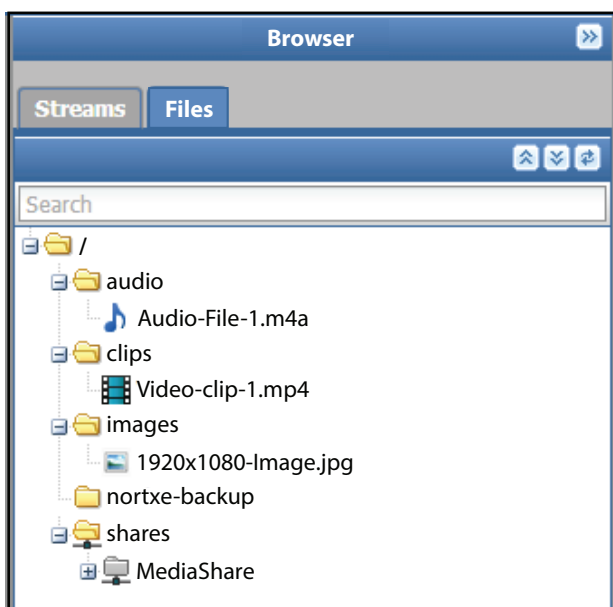 Browser
Streams Files
Search
/
audio
Audio-File-1.m4a
clips
Video-clip-1.mp4
images
1920x1080-Image.jpg
nortxe-backup
shares
MediaShare